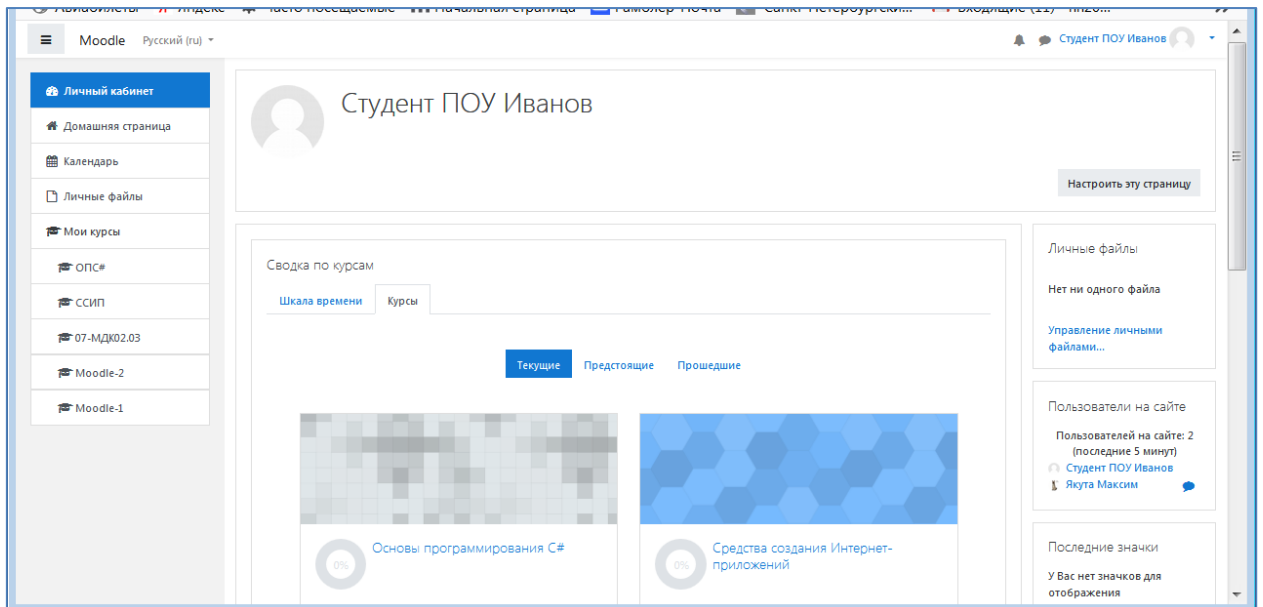 Moodle Русский (ru)
Студент ПОУ Иванов
Личный кабинет
Домашняя страница
Календарь
Личные файлы
Мои курсы
ОПС#
ССИП
07-МДК02.03
Moodle-2
Moodle-1
Студент ПОУ Иванов
Настроить эту страницу
Сводка по курсам
Шкала времени Курсы
Текущие Предстоящие Прошедшие
0% Основы программирования C#
0% Средства создания Интернет-
приложений
Личные файлы
Нет ни одного файла
Управление личными
файлами...
Пользователи на сайте
Пользователей на сайте: 2
(последние 5 минут)
Студент ПОУ Иванов
Якута Максим
Последние значки
У Вас нет значков для
отображения